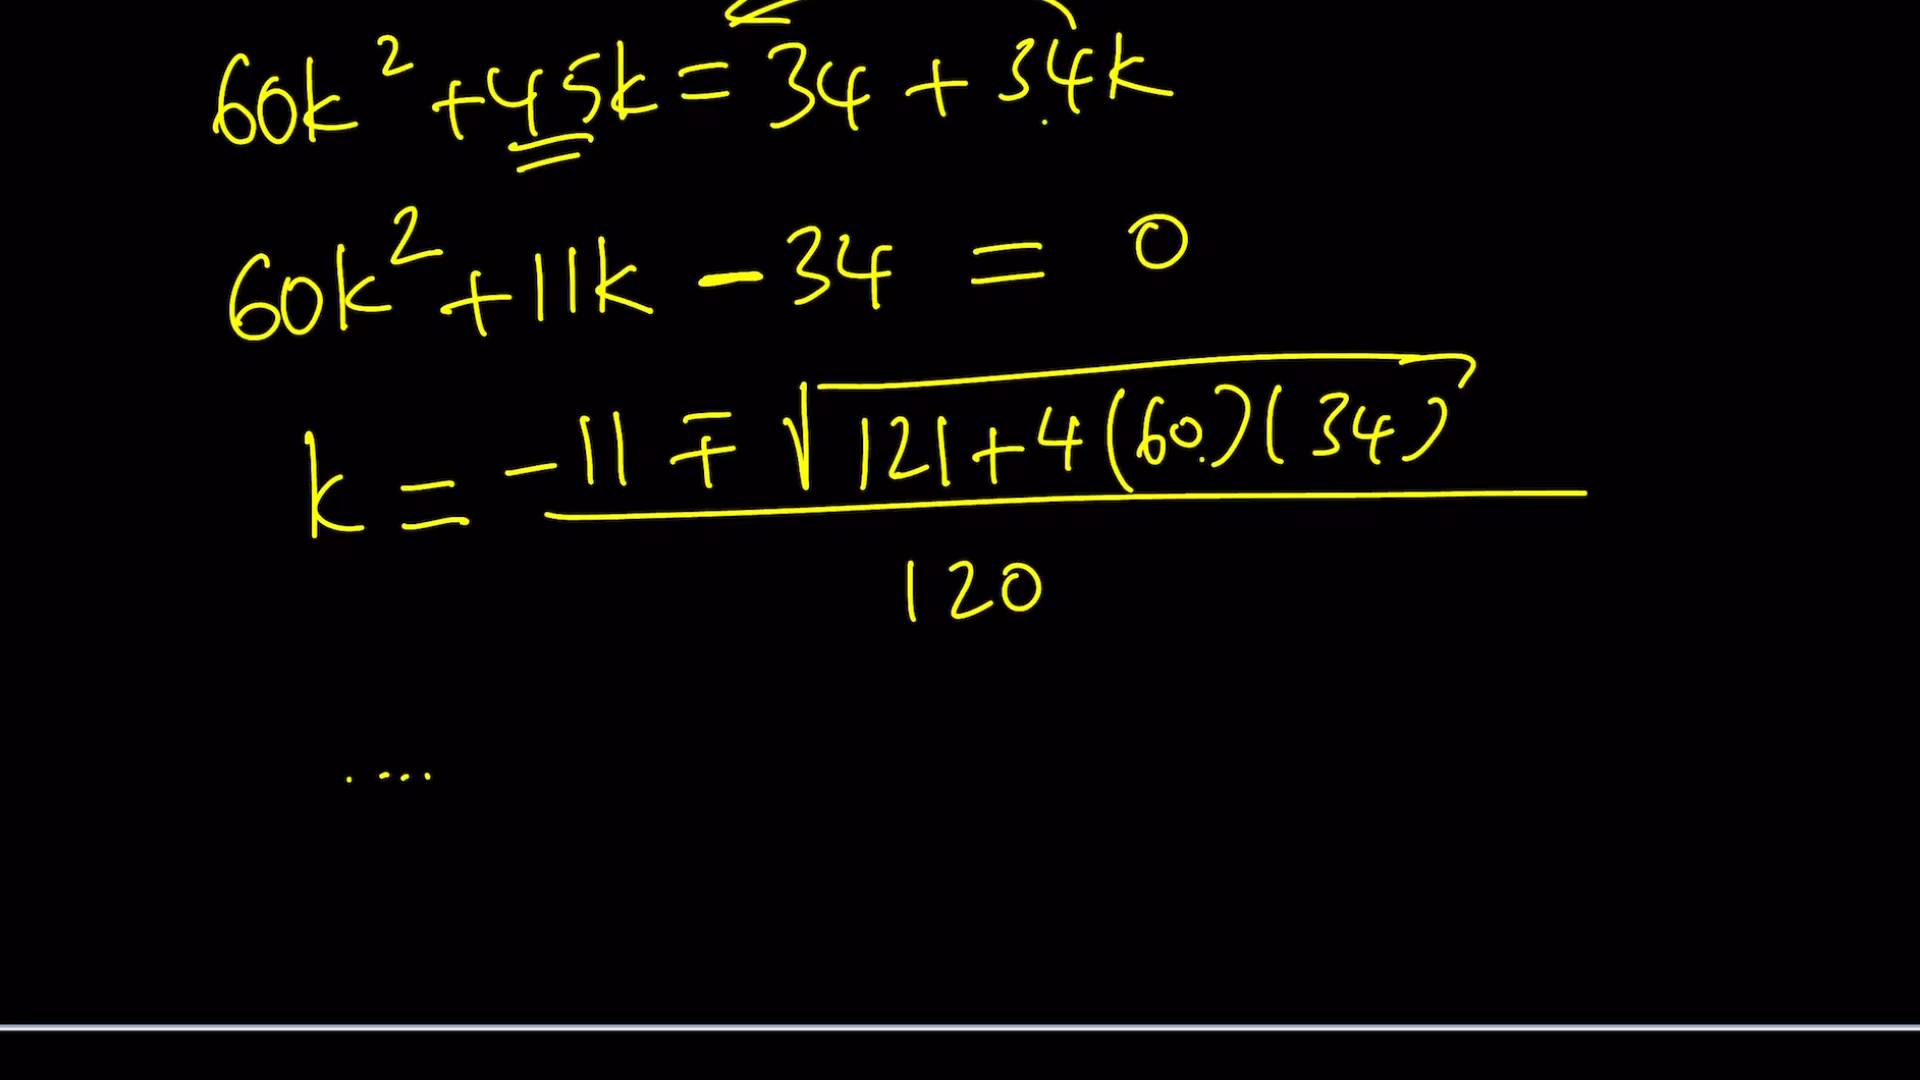 60k² + 45k = 34 + 34k
60k² + 11k - 34 = 0
k = (-11 ∓ √(121 + 4(60)(34))) / 120
.....